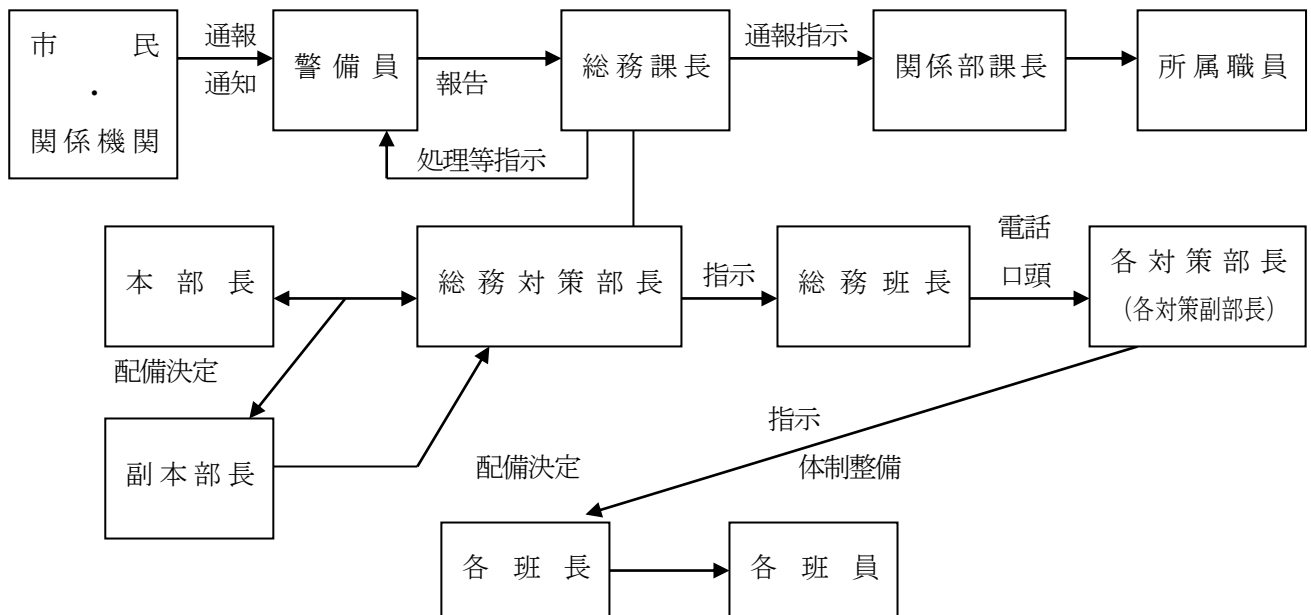 市民
・
関係機関
通報
通知
警備員
報告
総務課長
通報指示
関係部課長
所属職員
処理等指示
本部長
総務対策部長
指示
総務班長
電話
口頭
各対策部長
（各対策副部長）
配備決定
副本部長
配備決定
指示
体制整備
各班長
各班員